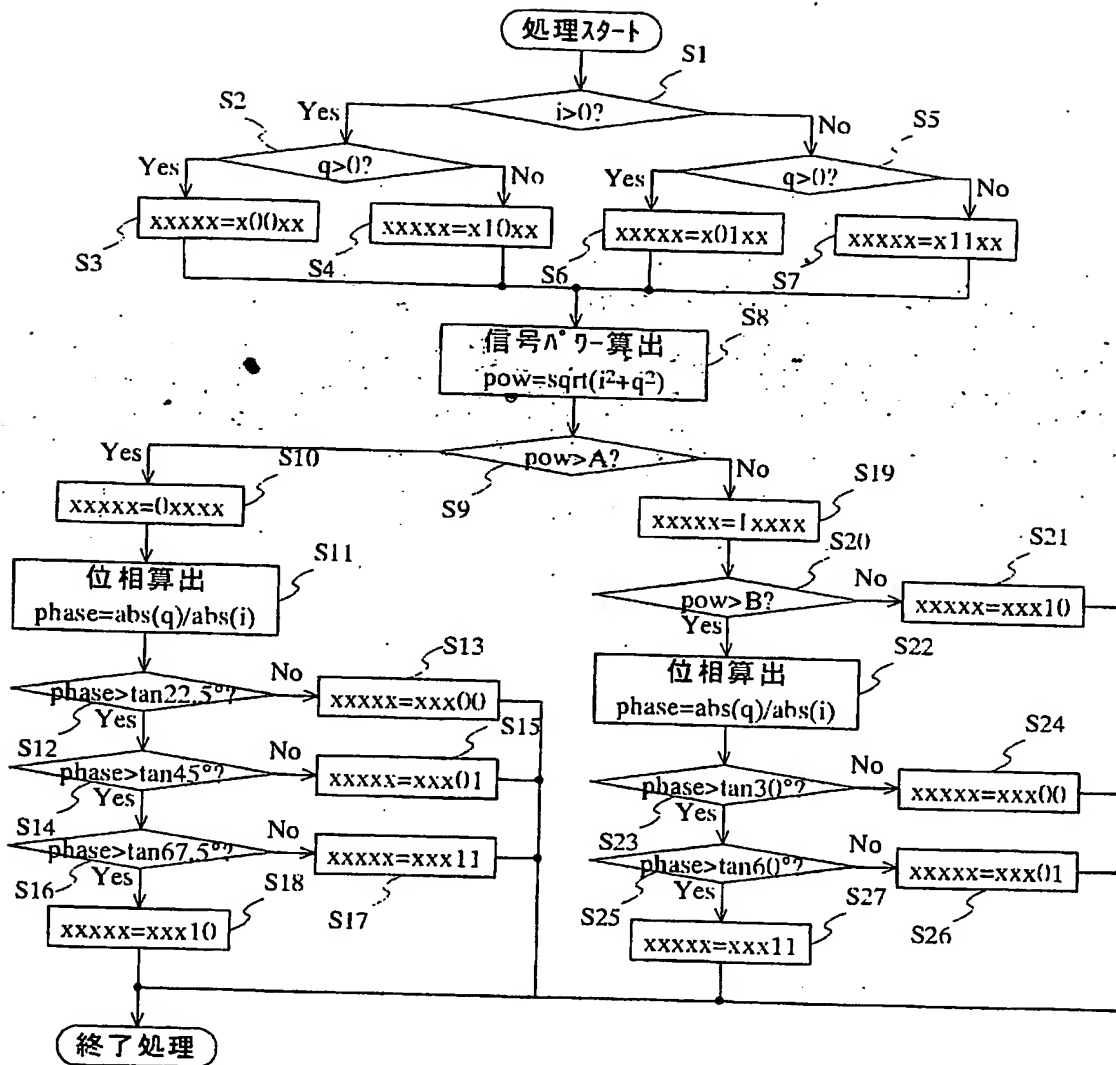 処理スタート
S1
i>0?
Yes
No
S2
q>0?
Yes
No
S5
q>0?
Yes
No
xxxxx=x00xx
S3
xxxxx=x10xx
S4
xxxxx=x01xx
S6
xxxxx=x11xx
S7
S8
信号パワー算出
pow=sqrt(i²+q²)
pow>A?
S9
Yes
No
S10
xxxxx=0xxxx
S11
位相算出
phase=abs(q)/abs(i)
phase>tan22.5°?
S12
No
Yes
S13
xxxxx=xxx00
phase>tan45°?
S14
No
Yes
S15
xxxxx=xxx01
phase>tan67.5°?
S16
No
Yes
xxxxx=xxx11
S17
S18
xxxxx=xxx10
S19
xxxxx=1xxxx
S20
pow>B?
No
Yes
S21
xxxxx=xxx10
S22
位相算出
phase=abs(q)/abs(i)
phase>tan30°?
S23
No
Yes
S24
xxxxx=xxx00
phase>tan60°?
S25
No
Yes
xxxxx=xxx01
S26
S27
xxxxx=xxx11
終了処理